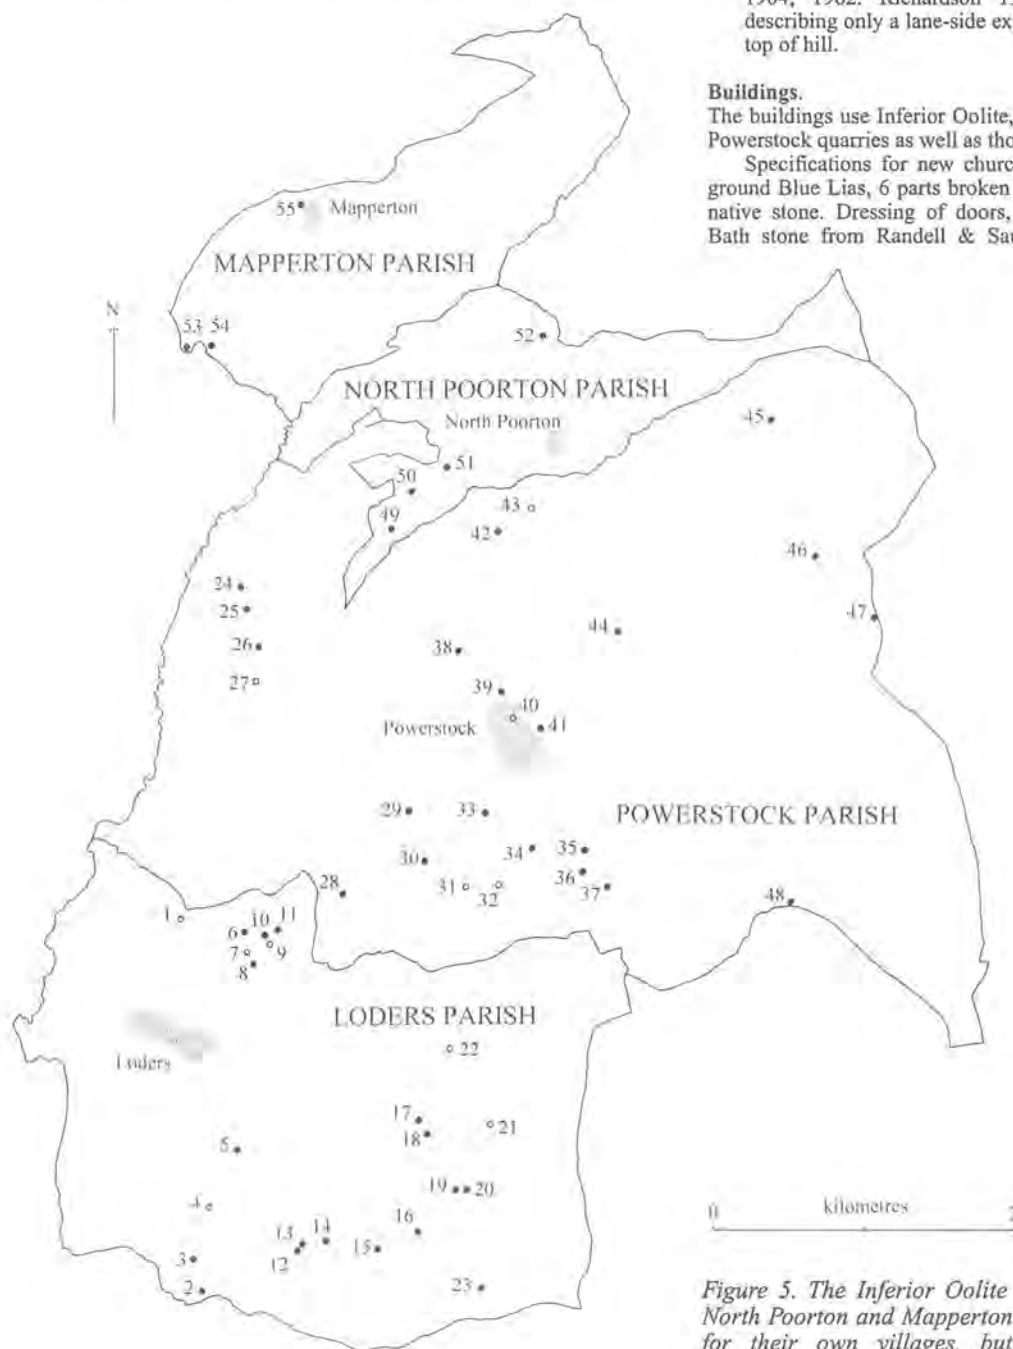 1904, 1982. Richardson
describing only a lane-side ex
top of hill.
Buildings.
The buildings use Inferior Oolite,
Powerstock quarries as well as tho
Specifications for new churc
ground Blue Lias, 6 parts broken
native stone. Dressing of doors,
Bath stone from Randell & Sau
55 Mapperton
MAPPERTON PARISH
N
53 54
52
NORTH POORTON PARISH
North Poorton
45
51
50
43
49
42
46
24
25
47
44
26
38
27
39
40
Powerstock
41
29 33
POWERSTOCK PARISH
34 35
30
36
31 32 37
28
48
1
10 11
6
9
7
8
LODERS PARISH
22
Loders
17
21
18
5
19 20
4
16
13 14
15
12
3
2
23
0 kilometres 2
Figure 5. The Inferior Oolite
North Poorton and Mapperton
for their own villages, but